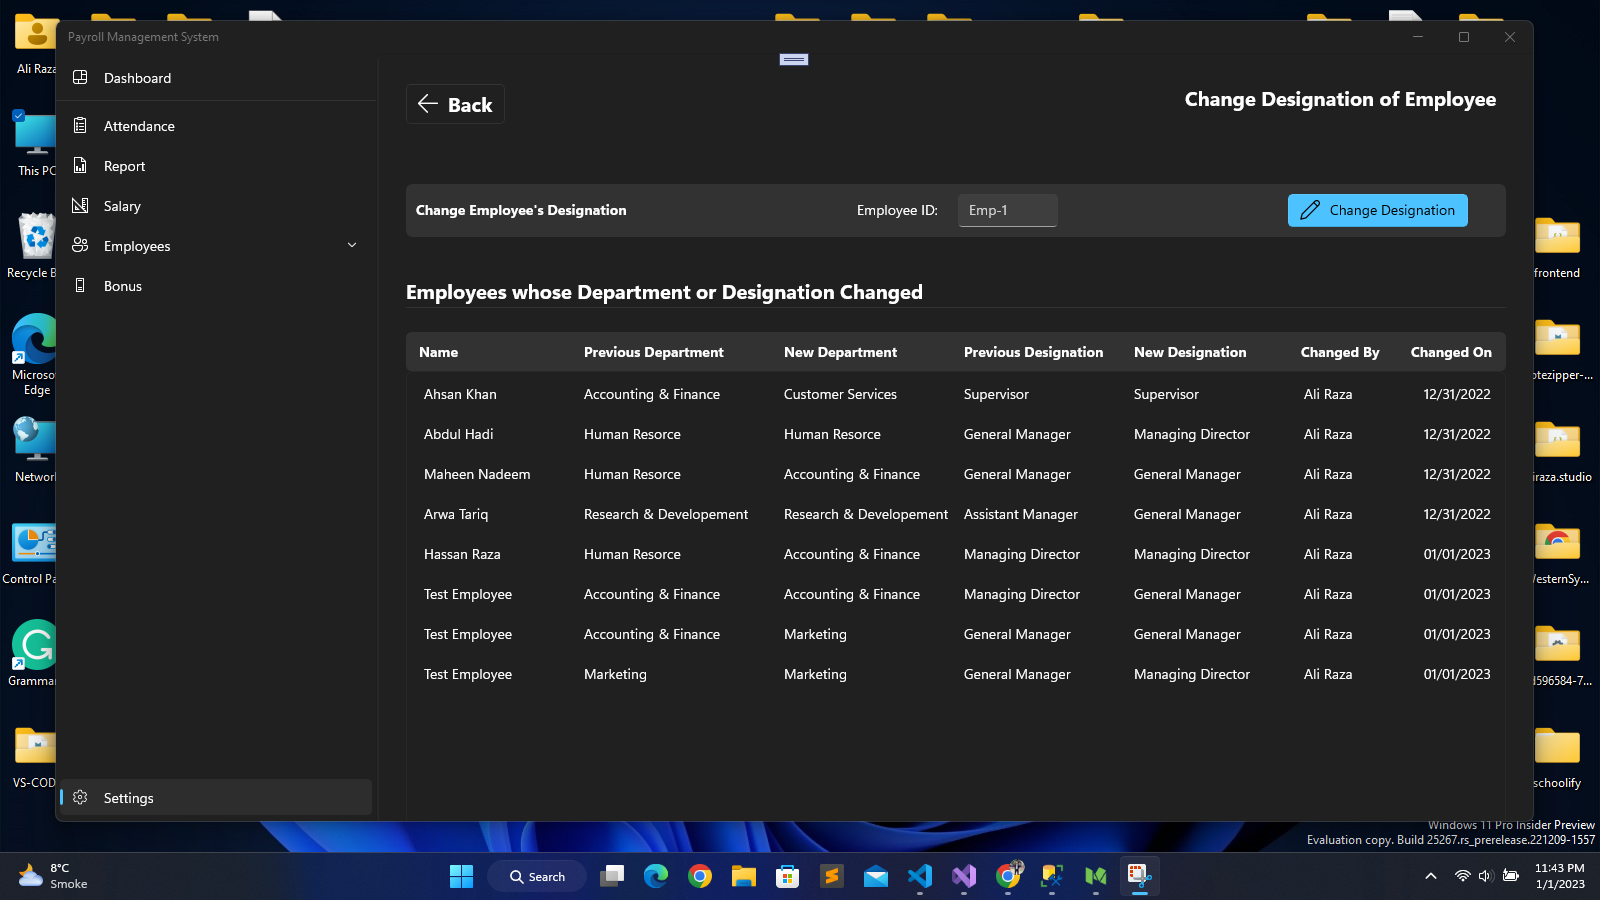 Payroll Management System
Ali Raza
This PC
Recycle B
Microso
Edge
Network
Control Pa
Grammar
VS-COD
Dashboard
Attendance
Report
Salary
Employees
Bonus
Settings
Back
Change Designation of Employee
Change Employee's Designation Employee ID: Emp-1 Change Designation
Employees whose Department or Designation Changed
Name Previous Department New Department Previous Designation New Designation Changed By Changed On
Ahsan Khan Accounting & Finance Customer Services Supervisor Supervisor Ali Raza 12/31/2022
Abdul Hadi Human Resorce Human Resorce General Manager Managing Director Ali Raza 12/31/2022
Maheen Nadeem Human Resorce Accounting & Finance General Manager General Manager Ali Raza 12/31/2022
Arwa Tariq Research & Developement Research & Developement Assistant Manager General Manager Ali Raza 12/31/2022
Hassan Raza Human Resorce Accounting & Finance Managing Director Managing Director Ali Raza 01/01/2023
Test Employee Accounting & Finance Accounting & Finance Managing Director General Manager Ali Raza 01/01/2023
Test Employee Accounting & Finance Marketing General Manager General Manager Ali Raza 01/01/2023
Test Employee Marketing Marketing General Manager Managing Director Ali Raza 01/01/2023
frontend
otezipper-...
iraza.studio
esternSy...
596584-7...
schoolify
Windows 11 Pro Insider Preview
Evaluation copy. Build 25267.rs_prerelease.221209-1557
8°C
Smoke
Search
11:43 PM
1/1/2023